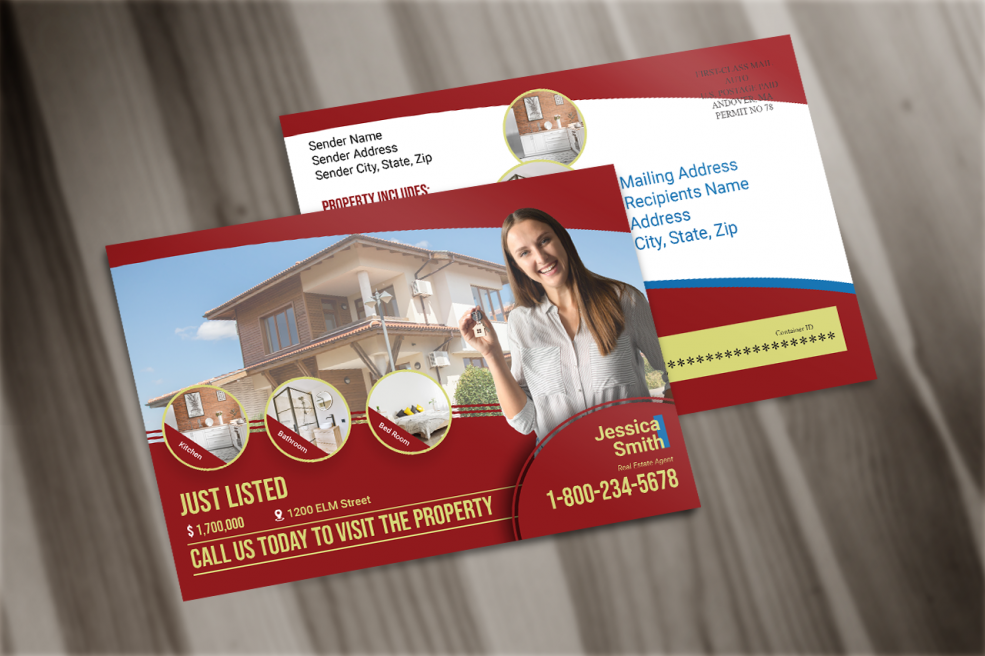 Sender Name
Sender Address
Sender City, State, Zip
PROPERTY INCLUDES:
FIRST-CLASS MAIL
AUTO
U.S. POSTAGE PAID
ANDOVER, MA
PERMIT NO 78
Mailing Address
Recipients Name
Address
City, State, Zip
Container ID
*****************
Kitchen
Bathroom
Bed Room
JUST LISTED
$ 1,700,000
1200 ELM Street
CALL US TODAY TO VISIT THE PROPERTY
Jessica
Smith
Real Estate Agent
1-800-234-5678